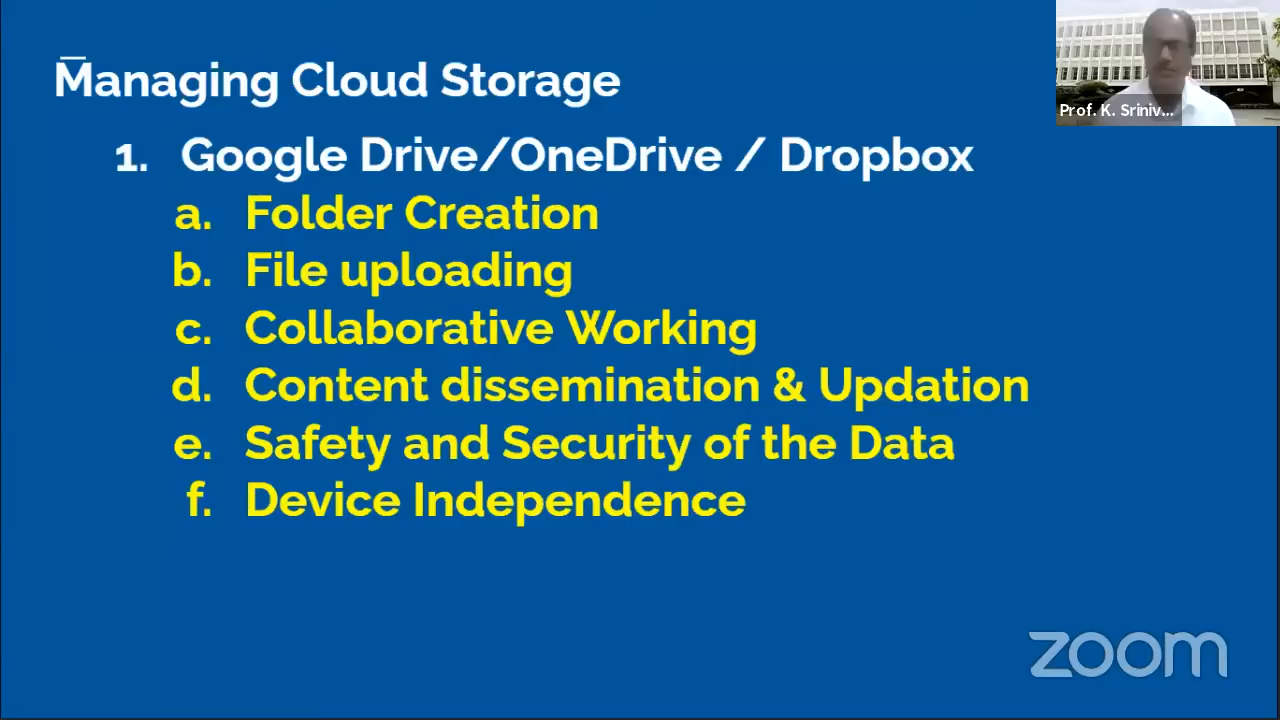 Managing Cloud Storage
1. Google Drive/OneDrive / Dropbox
a. Folder Creation
b. File uploading
c. Collaborative Working
d. Content dissemination & Updation
e. Safety and Security of the Data
f. Device Independence
Prof. K. Sriniv...
zoom